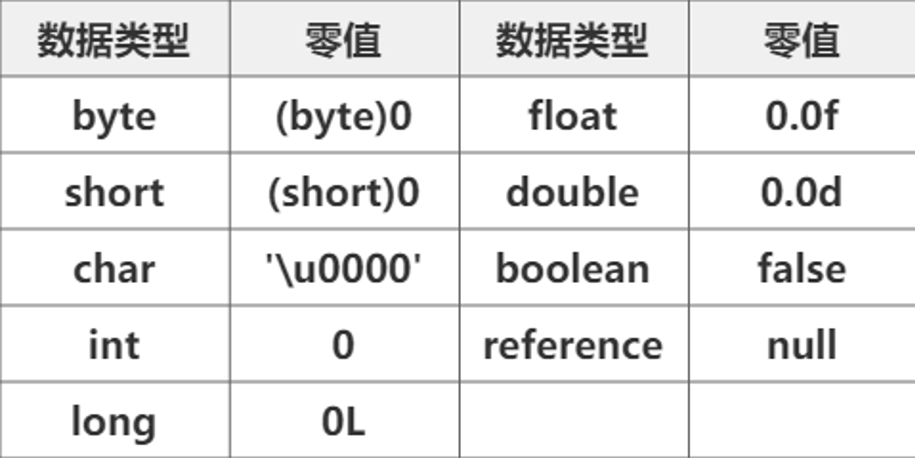 数据类型 零值 数据类型 零值
byte (byte)0 float 0.0f
short (short)0 double 0.0d
char '\u0000' boolean false
int 0 reference null
long 0L